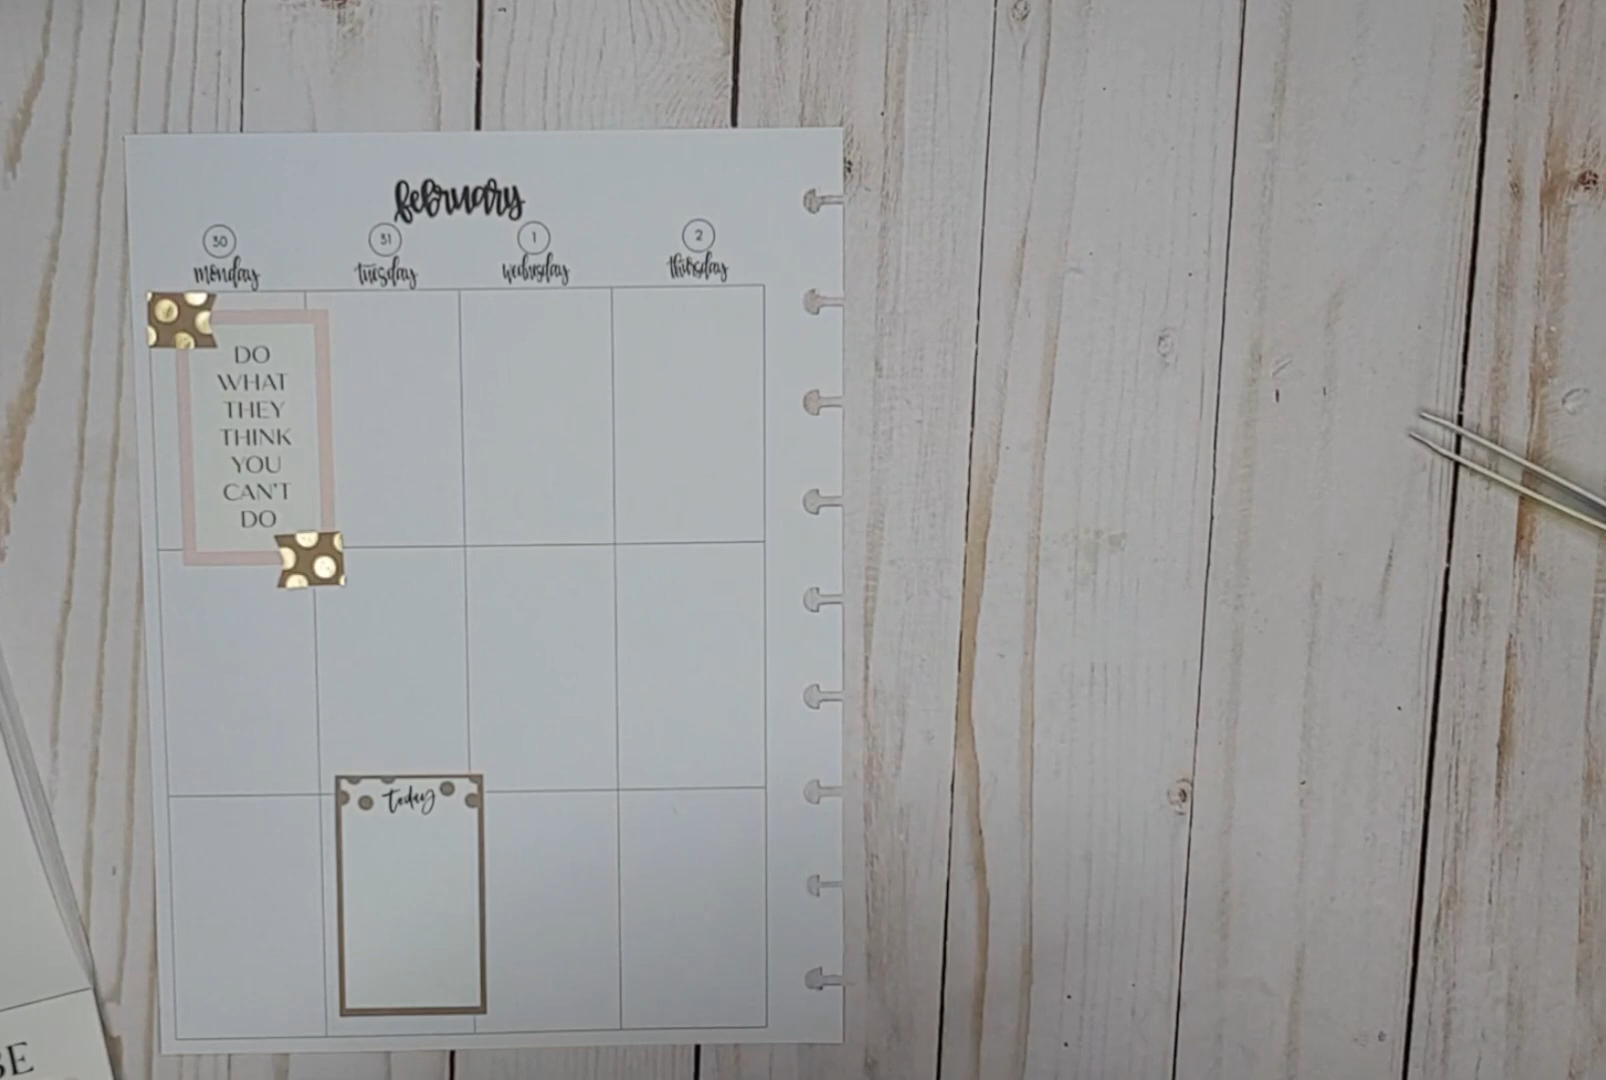 february
30 31 1 2
monday tuesday wednesday thursday
DO
WHAT
THEY
THINK
YOU
CAN'T
DO
today
BE